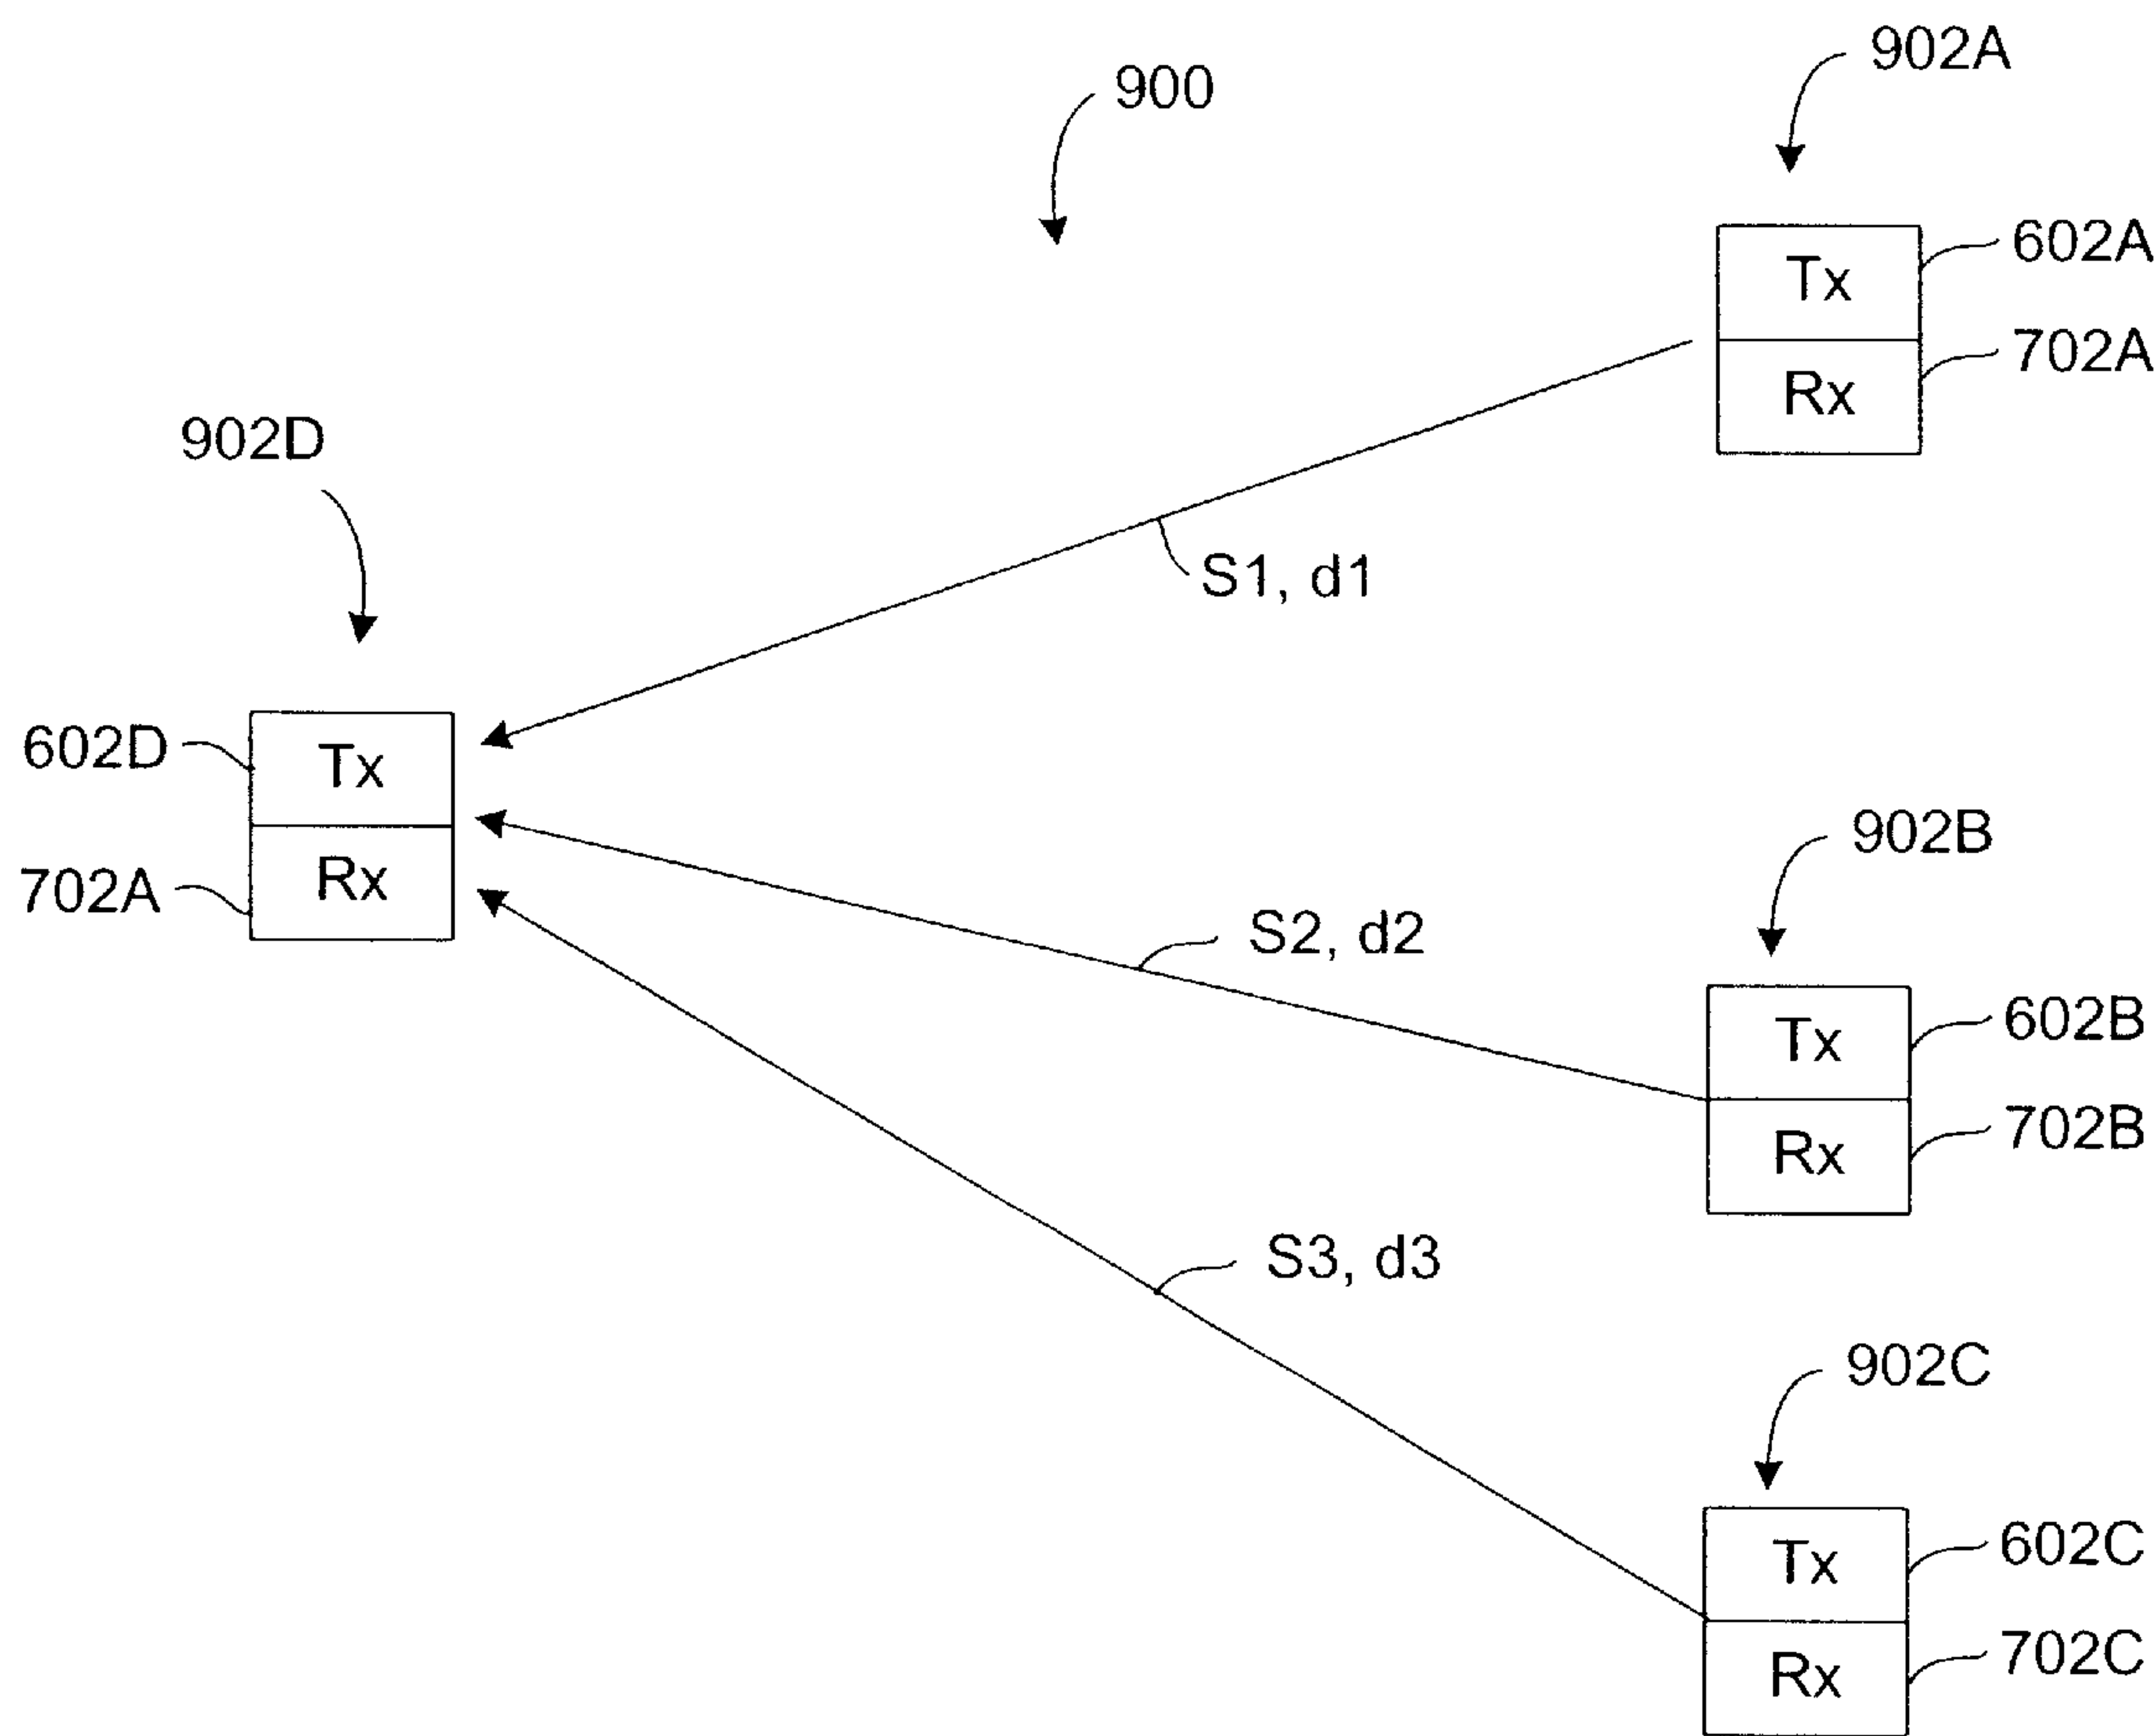 902A
900
Tx
602A
Rx
702A
902D
S1, d1
602D
Tx
702A
Rx
902B
S2, d2
Tx
602B
Rx
702B
S3, d3
902C
Tx
602C
Rx
702C